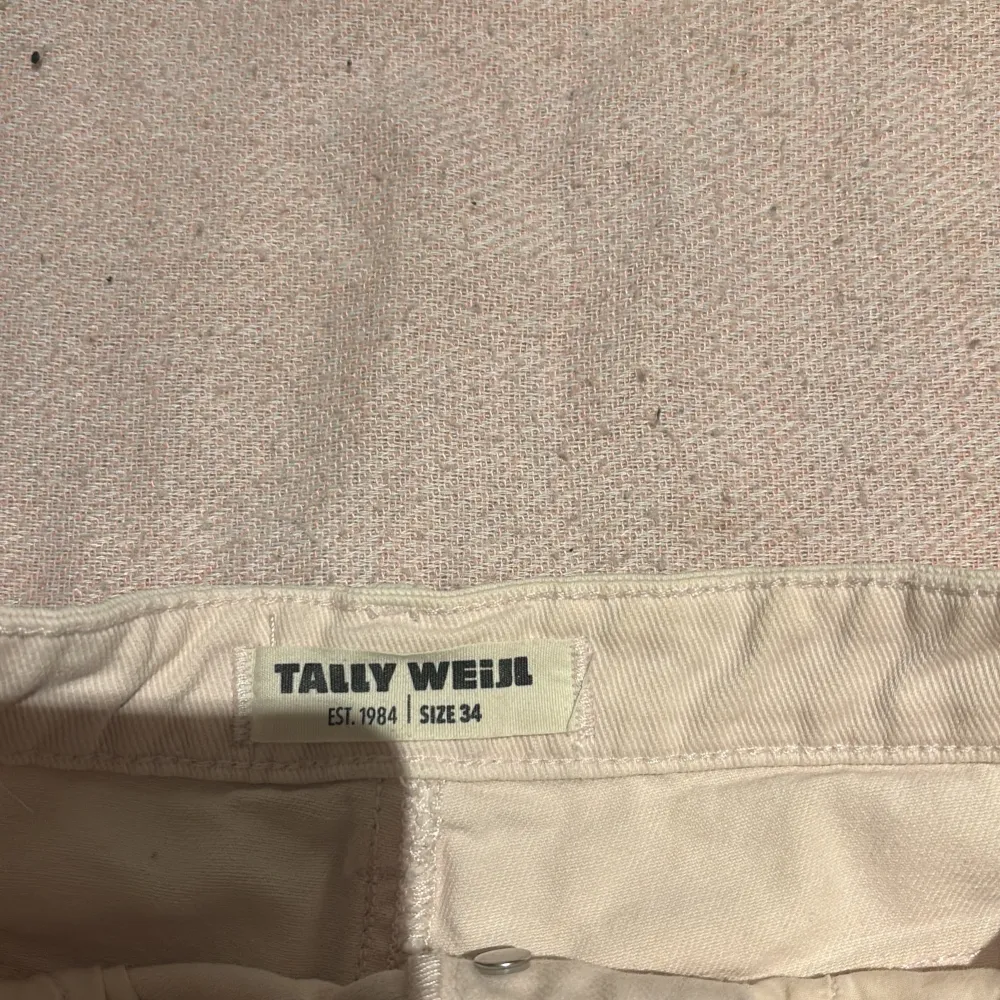 TALLY WEiJL
EST. 1984 | SIZE 34